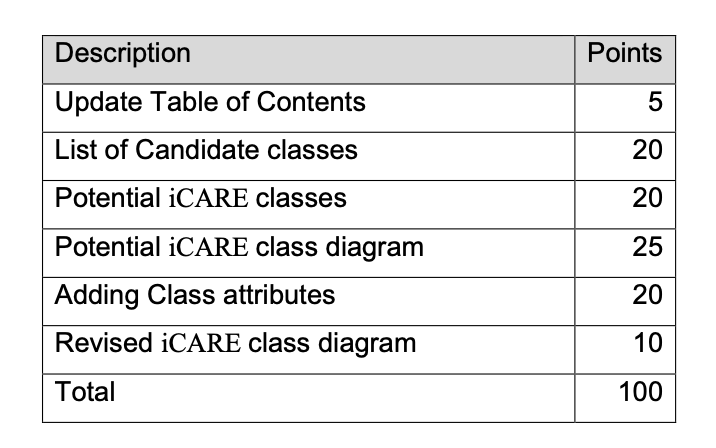 Description Points
Update Table of Contents 5
List of Candidate classes 20
Potential iCARE classes 20
Potential iCARE class diagram 25
Adding Class attributes 20
Revised iCARE class diagram 10
Total 100